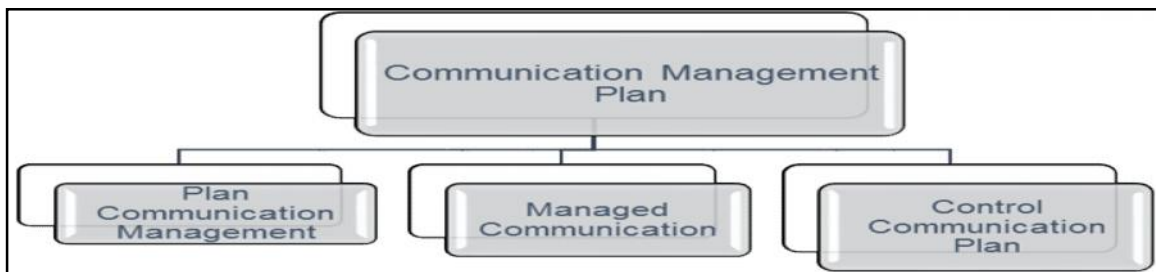 Communication Management
Plan
Plan
Communication
Management
Managed
Communication
Control
Communication
Plan